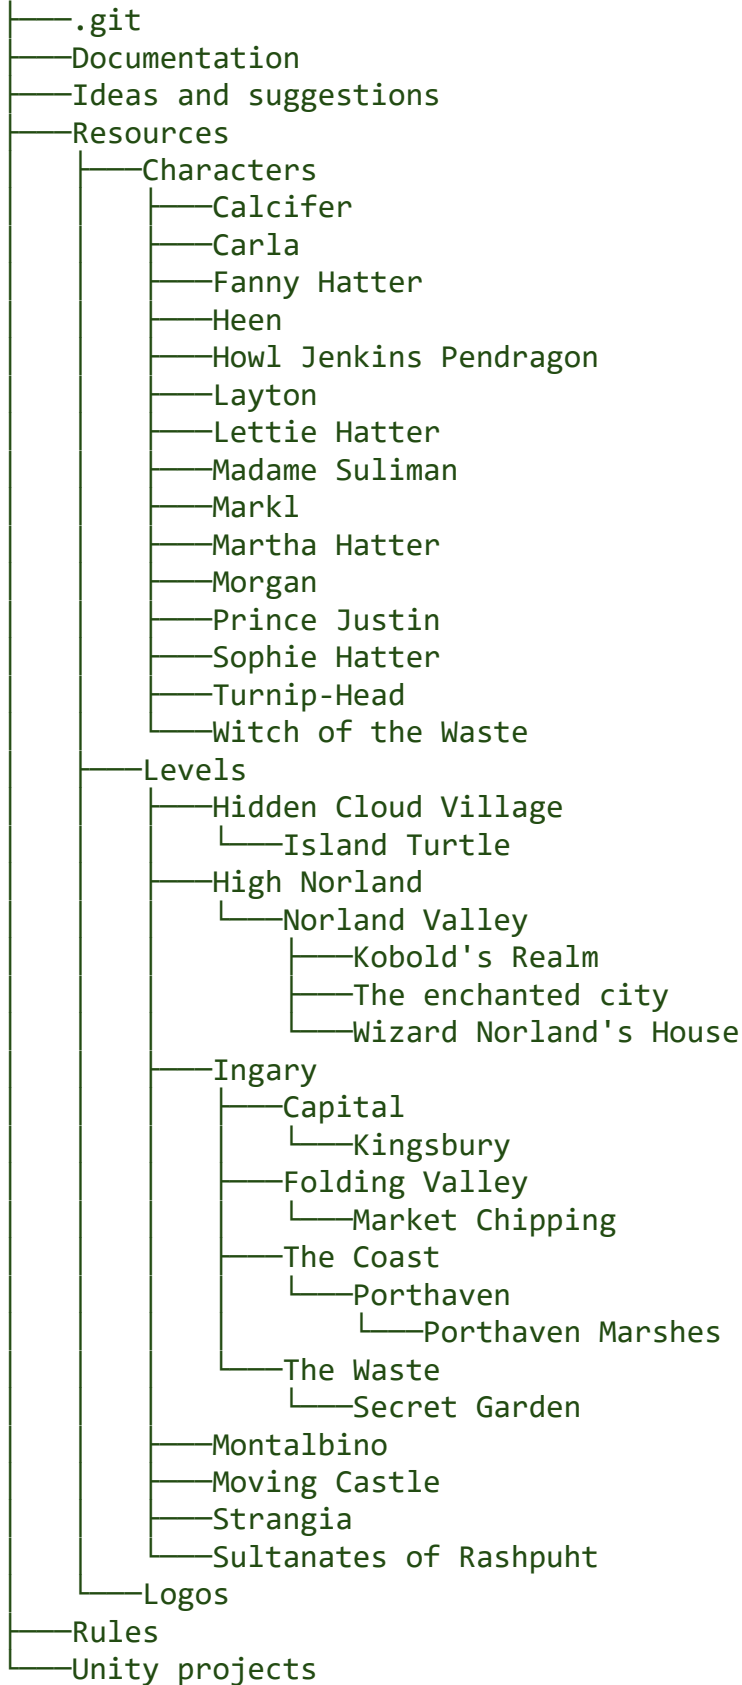 .git
Documentation
Ideas and suggestions
Resources
Characters
Calcifer
Carla
Fanny Hatter
Heen
Howl Jenkins Pendragon
Layton
Lettie Hatter
Madame Suliman
Markl
Martha Hatter
Morgan
Prince Justin
Sophie Hatter
Turnip-Head
Witch of the Waste
Levels
Hidden Cloud Village
Island Turtle
High Norland
Norland Valley
Kobold's Realm
The enchanted city
Wizard Norland's House
Ingary
Capital
Kingsbury
Folding Valley
Market Chipping
The Coast
Porthaven
Porthaven Marshes
The Waste
Secret Garden
Montalbino
Moving Castle
Strangia
Sultanates of Rashpuht
Logos
Rules
Unity projects